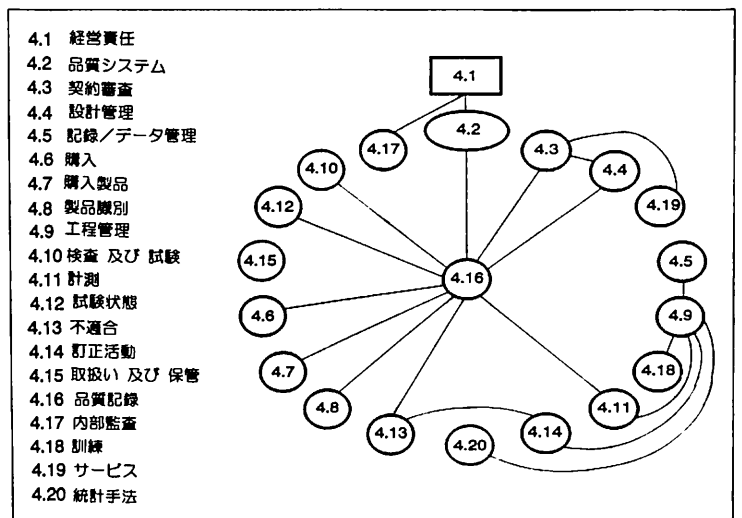 4.1 経営責任
4.2 品質システム
4.3 契約審査
4.4 設計管理
4.5 記録／データ管理
4.6 購入
4.7 購入製品
4.8 製品識別
4.9 工程管理
4.10 検査 及び 試験
4.11 計測
4.12 試験状態
4.13 不適合
4.14 訂正活動
4.15 取扱い 及び 保管
4.16 品質記録
4.17 内部監査
4.18 訓練
4.19 サービス
4.20 統計手法
4.1
4.2
4.17
4.3
4.10
4.4
4.12
4.19
4.15
4.5
4.16
4.6
4.9
4.7
4.18
4.8
4.11
4.13
4.14
4.20